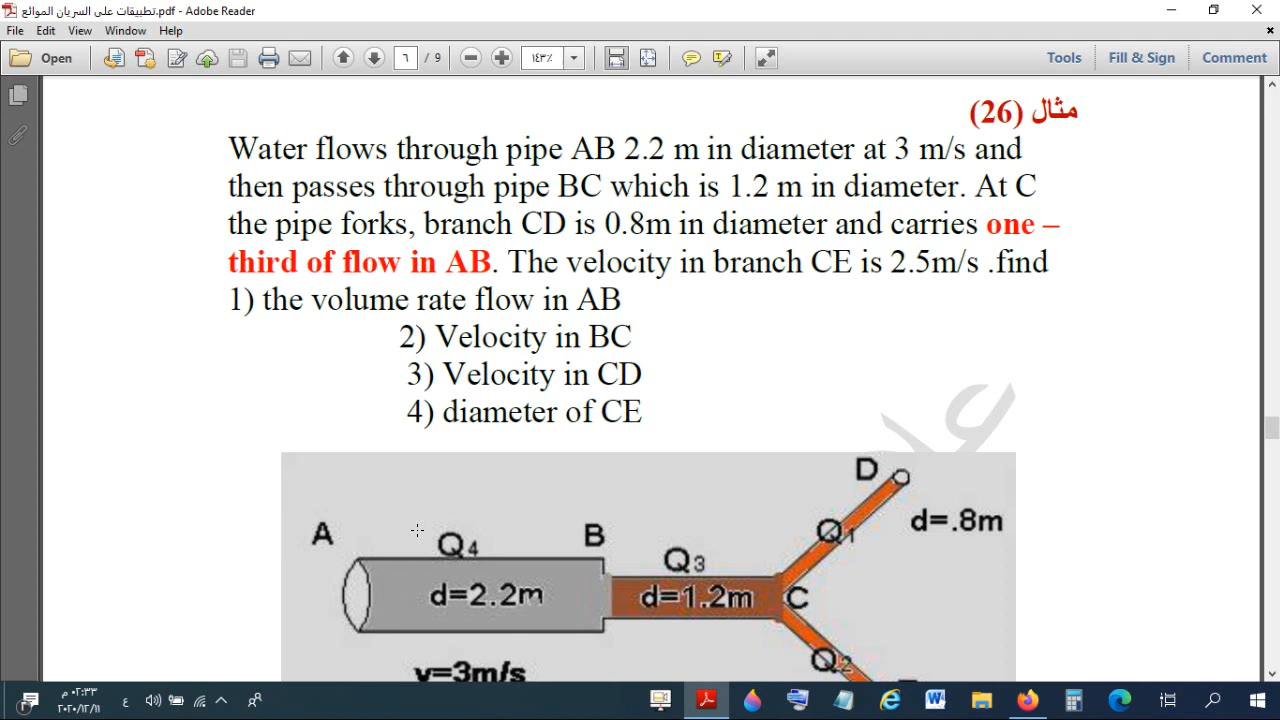 تطبيقات على السريان الموائع.pdf - Adobe Reader
File Edit View Window Help
Open ٦ / 9 ١٤٣٪ Tools Fill & Sign Comment
مثال (26)
Water flows through pipe AB 2.2 m in diameter at 3 m/s and
then passes through pipe BC which is 1.2 m in diameter. At C
the pipe forks, branch CD is 0.8m in diameter and carries one –
third of flow in AB. The velocity in branch CE is 2.5m/s .find
1) the volume rate flow in AB
2) Velocity in BC
3) Velocity in CD
4) diameter of CE
D
d=.8m
A
Q4
B
Q3
Q1
d=2.2m
d=1.2m
C
Q2
v=3m/s
٠٢:٣٣ م
٢٠٢٠/١٢/١١
ع